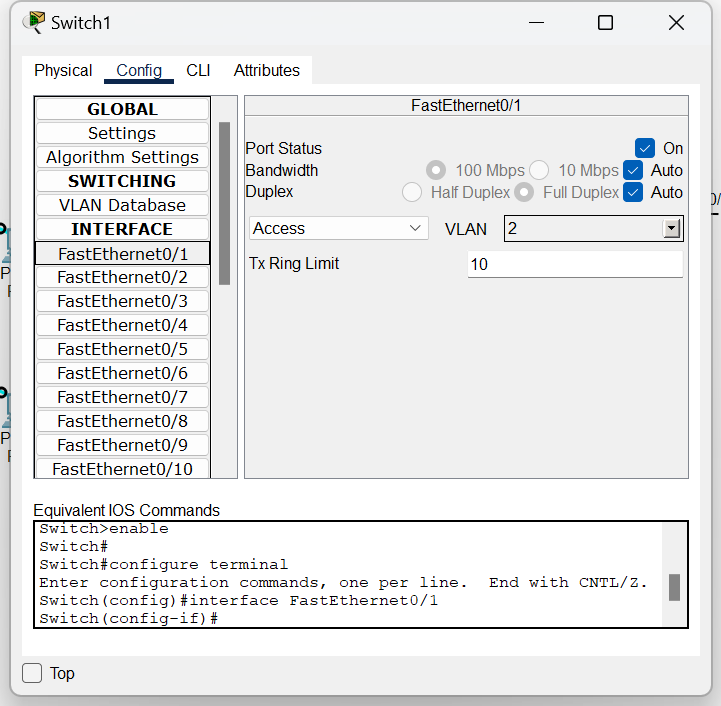 Switch1
Physical Config CLI Attributes
GLOBAL
Settings
Algorithm Settings
SWITCHING
VLAN Database
INTERFACE
FastEthernet0/1
FastEthernet0/2
FastEthernet0/3
FastEthernet0/4
FastEthernet0/5
FastEthernet0/6
FastEthernet0/7
FastEthernet0/8
FastEthernet0/9
FastEthernet0/10
FastEthernet0/1
Port Status On
Bandwidth 100 Mbps 10 Mbps Auto
Duplex Half Duplex Full Duplex Auto
Access VLAN 2
Tx Ring Limit 10
Equivalent IOS Commands
Switch>enable
Switch#
Switch#configure terminal
Enter configuration commands, one per line.  End with CNTL/Z.
Switch(config)#interface FastEthernet0/1
Switch(config-if)#
Top